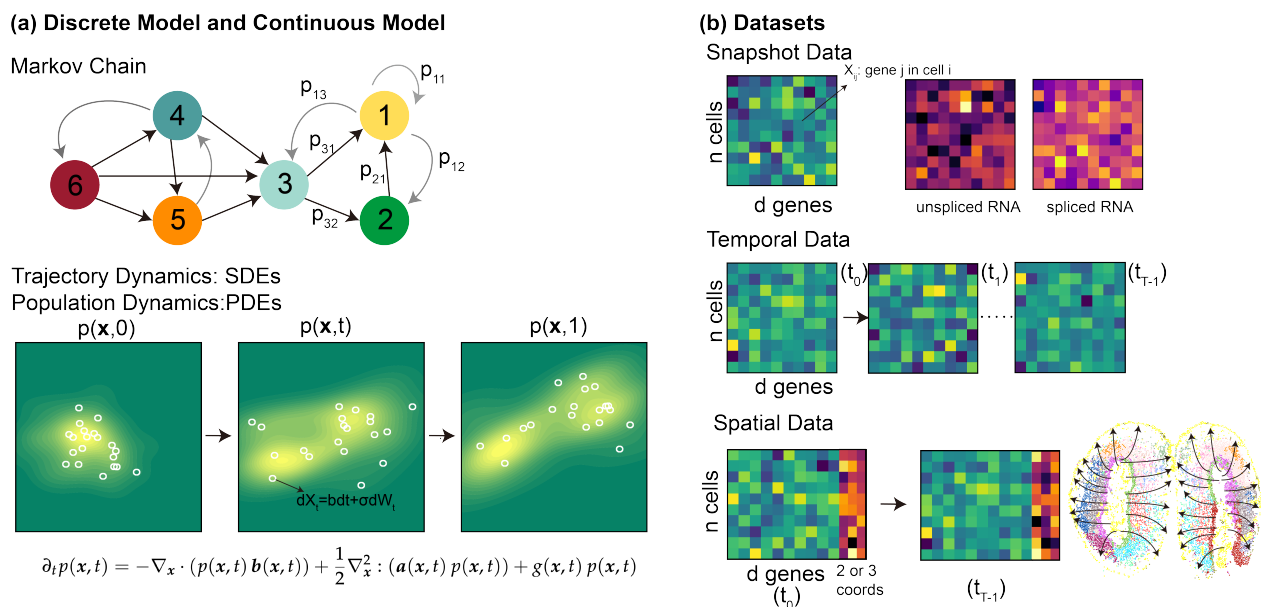 (a) Discrete Model and Continuous Model
Markov Chain
1
2
3
4
5
6
p₁₁
p₁₃
p₁₂
p₃₁
p₂₁
p₃₂
Trajectory Dynamics: SDEs
Population Dynamics:PDEs
p(x,0)
p(x,t)
p(x,1)
dXₜ=bdt+σdWₜ
∂ₜp(x, t) = −∇ₓ · (p(x, t) b(x, t)) + 1/2 ∇²ₓ : (a(x, t) p(x, t)) + g(x, t) p(x, t)
(b) Datasets
Snapshot Data
Xᵢⱼ: gene j in cell i
n cells
d genes
unspliced RNA
spliced RNA
Temporal Data
n cells
(t₀)
(t₁)
......
(t_T-1)
d genes
Spatial Data
n cells
d genes
(t₀)
2 or 3
coords
(t_T-1)